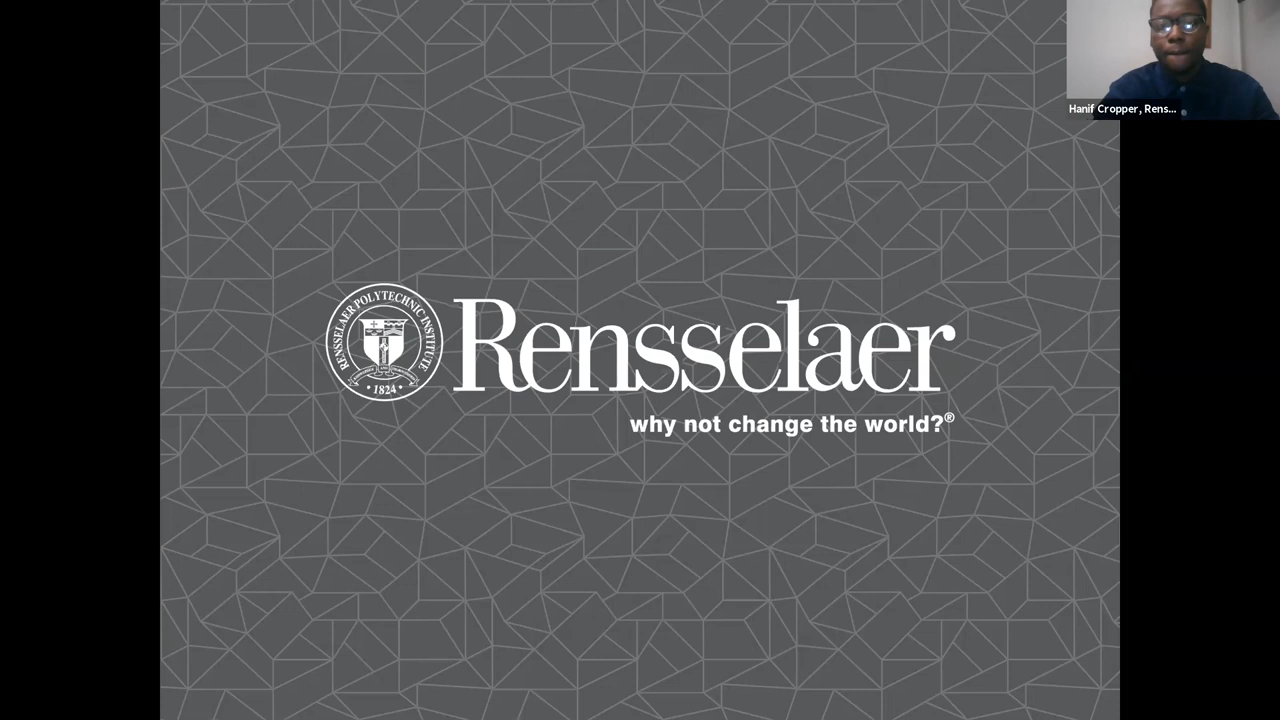 Hanif Cropper, Rens...
RENSSELAER POLYTECHNIC INSTITUTE
• 1824 •
Rensselaer
why not change the world?®